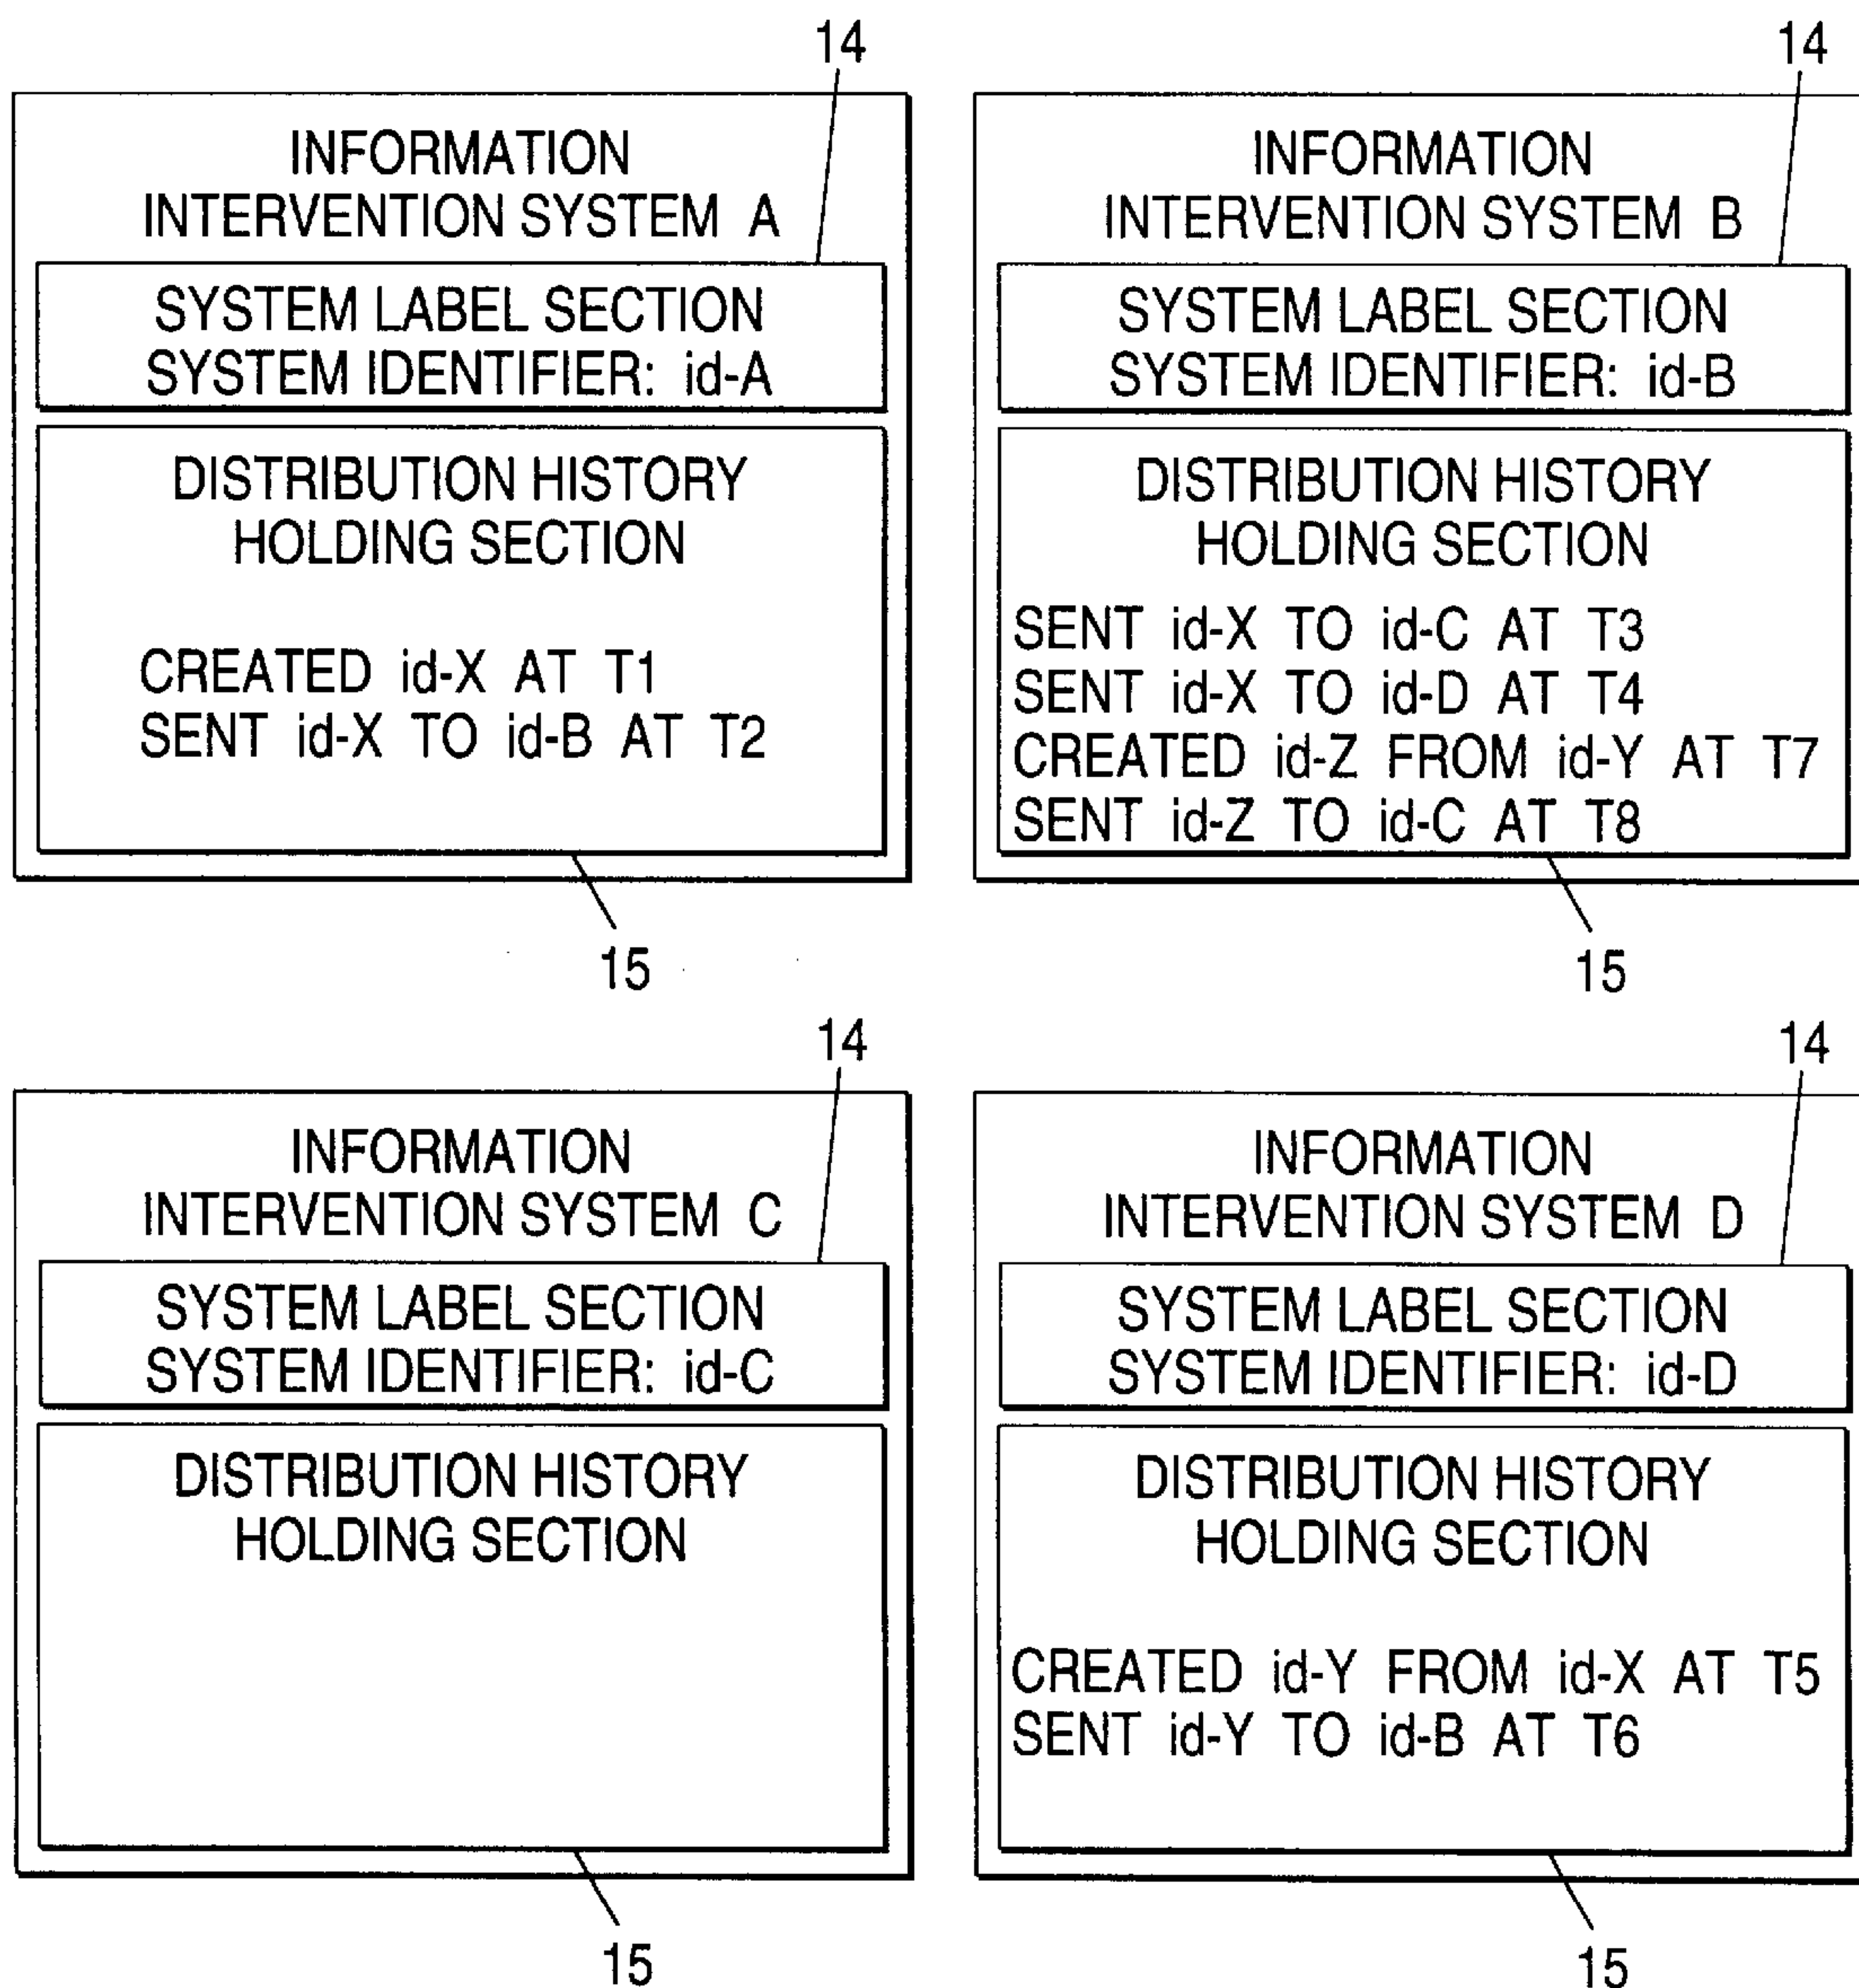 14
INFORMATION
INTERVENTION SYSTEM A
SYSTEM LABEL SECTION
SYSTEM IDENTIFIER: id-A
DISTRIBUTION HISTORY
HOLDING SECTION
CREATED id-X AT T1
SENT id-X TO id-B AT T2
15
14
INFORMATION
INTERVENTION SYSTEM B
SYSTEM LABEL SECTION
SYSTEM IDENTIFIER: id-B
DISTRIBUTION HISTORY
HOLDING SECTION
SENT id-X TO id-C AT T3
SENT id-X TO id-D AT T4
CREATED id-Z FROM id-Y AT T7
SENT id-Z TO id-C AT T8
15
14
INFORMATION
INTERVENTION SYSTEM C
SYSTEM LABEL SECTION
SYSTEM IDENTIFIER: id-C
DISTRIBUTION HISTORY
HOLDING SECTION
15
14
INFORMATION
INTERVENTION SYSTEM D
SYSTEM LABEL SECTION
SYSTEM IDENTIFIER: id-D
DISTRIBUTION HISTORY
HOLDING SECTION
CREATED id-Y FROM id-X AT T5
SENT id-Y TO id-B AT T6
15